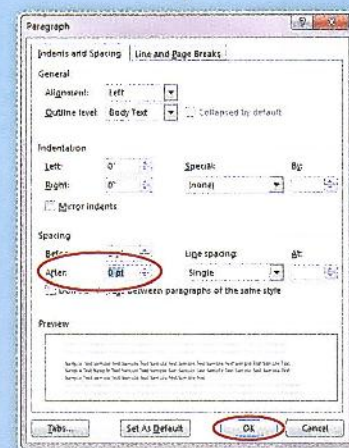 Paragraph
Indents and Spacing Line and Page Breaks
General
Alignment: Left
Outline level: Body Text Collapsed by default
Indentation
Left: 0" Special: By:
Right: 0" (none)
Mirror indents
Spacing
Before: Line spacing: At:
After: 0 pt Single
between paragraphs of the same style
Preview
Tabs... Set As Default OK Cancel